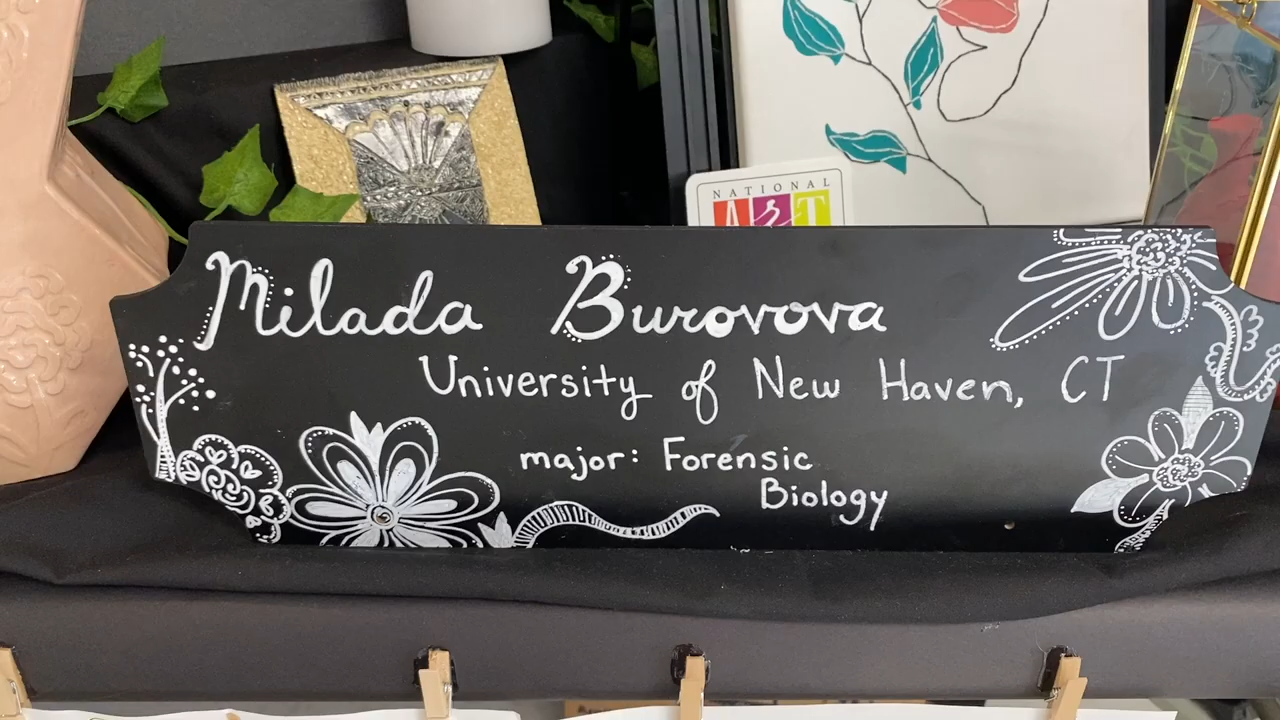 NATIONAL
ART
Milada Burovova
University of New Haven, CT
major: Forensic
Biology